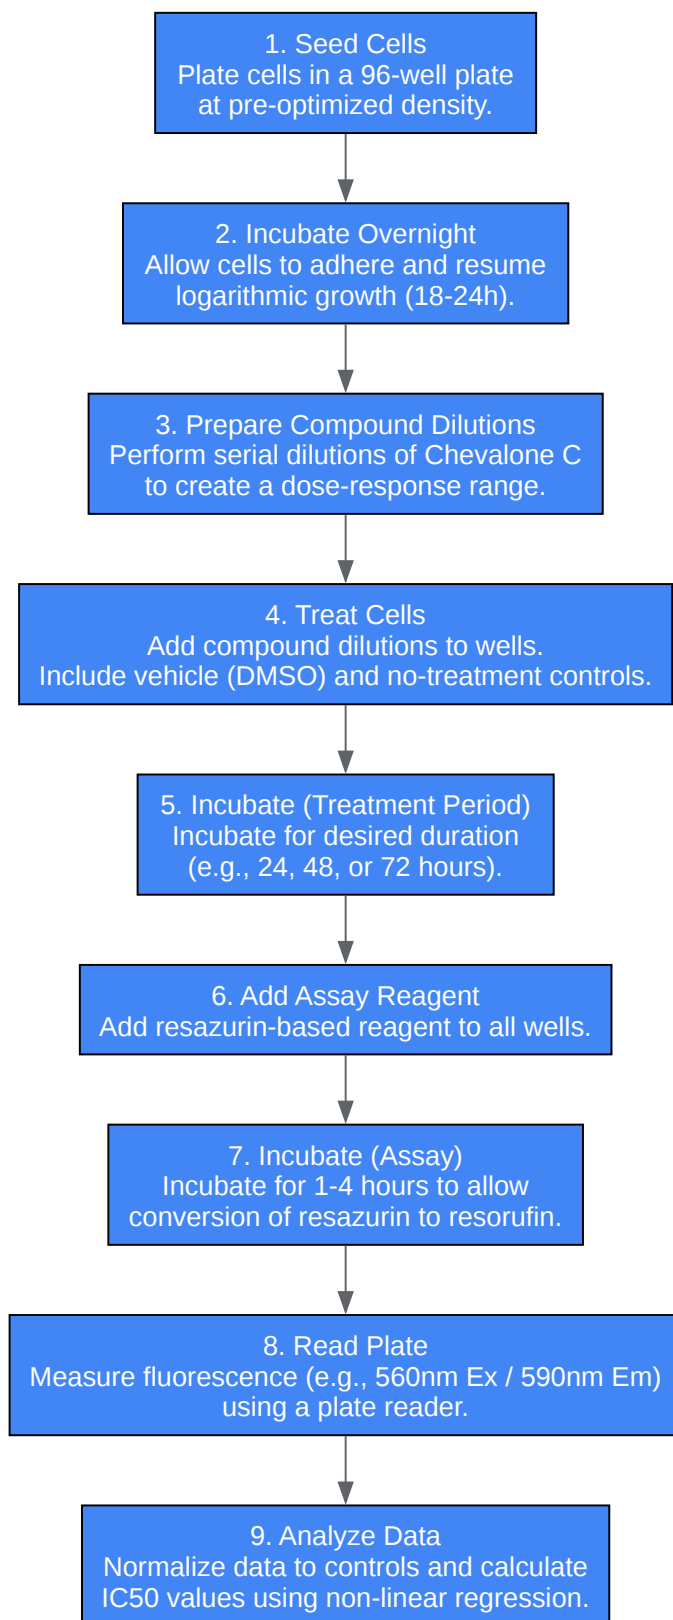 1. Seed Cells
Plate cells in a 96-well plate
at pre-optimized density.
2. Incubate Overnight
Allow cells to adhere and resume
logarithmic growth (18-24h).
3. Prepare Compound Dilutions
Perform serial dilutions of Chevalone C
to create a dose-response range.
4. Treat Cells
Add compound dilutions to wells.
Include vehicle (DMSO) and no-treatment controls.
5. Incubate (Treatment Period)
Incubate for desired duration
(e.g., 24, 48, or 72 hours).
6. Add Assay Reagent
Add resazurin-based reagent to all wells.
7. Incubate (Assay)
Incubate for 1-4 hours to allow
conversion of resazurin to resorufin.
8. Read Plate
Measure fluorescence (e.g., 560nm Ex / 590nm Em)
using a plate reader.
9. Analyze Data
Normalize data to controls and calculate
IC50 values using non-linear regression.